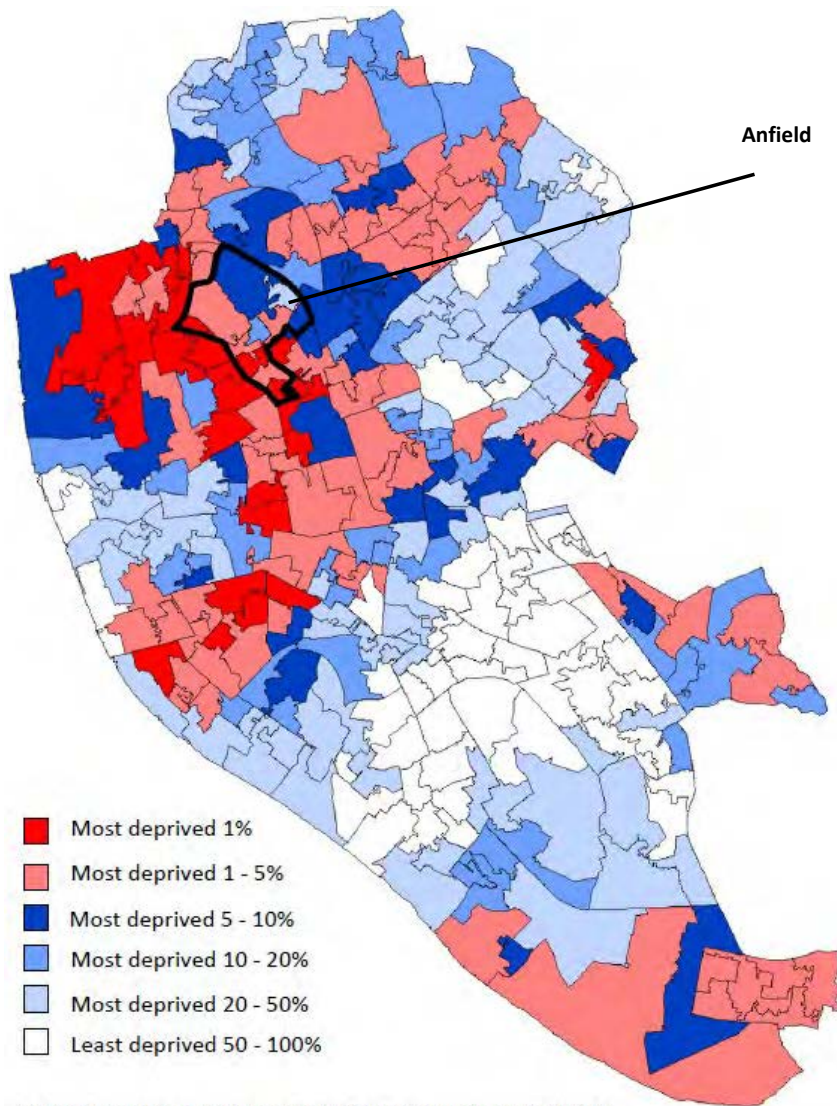 Anfield
Most deprived 1%
Most deprived 1 - 5%
Most deprived 5 - 10%
Most deprived 10 - 20%
Most deprived 20 - 50%
Least deprived 50 - 100%